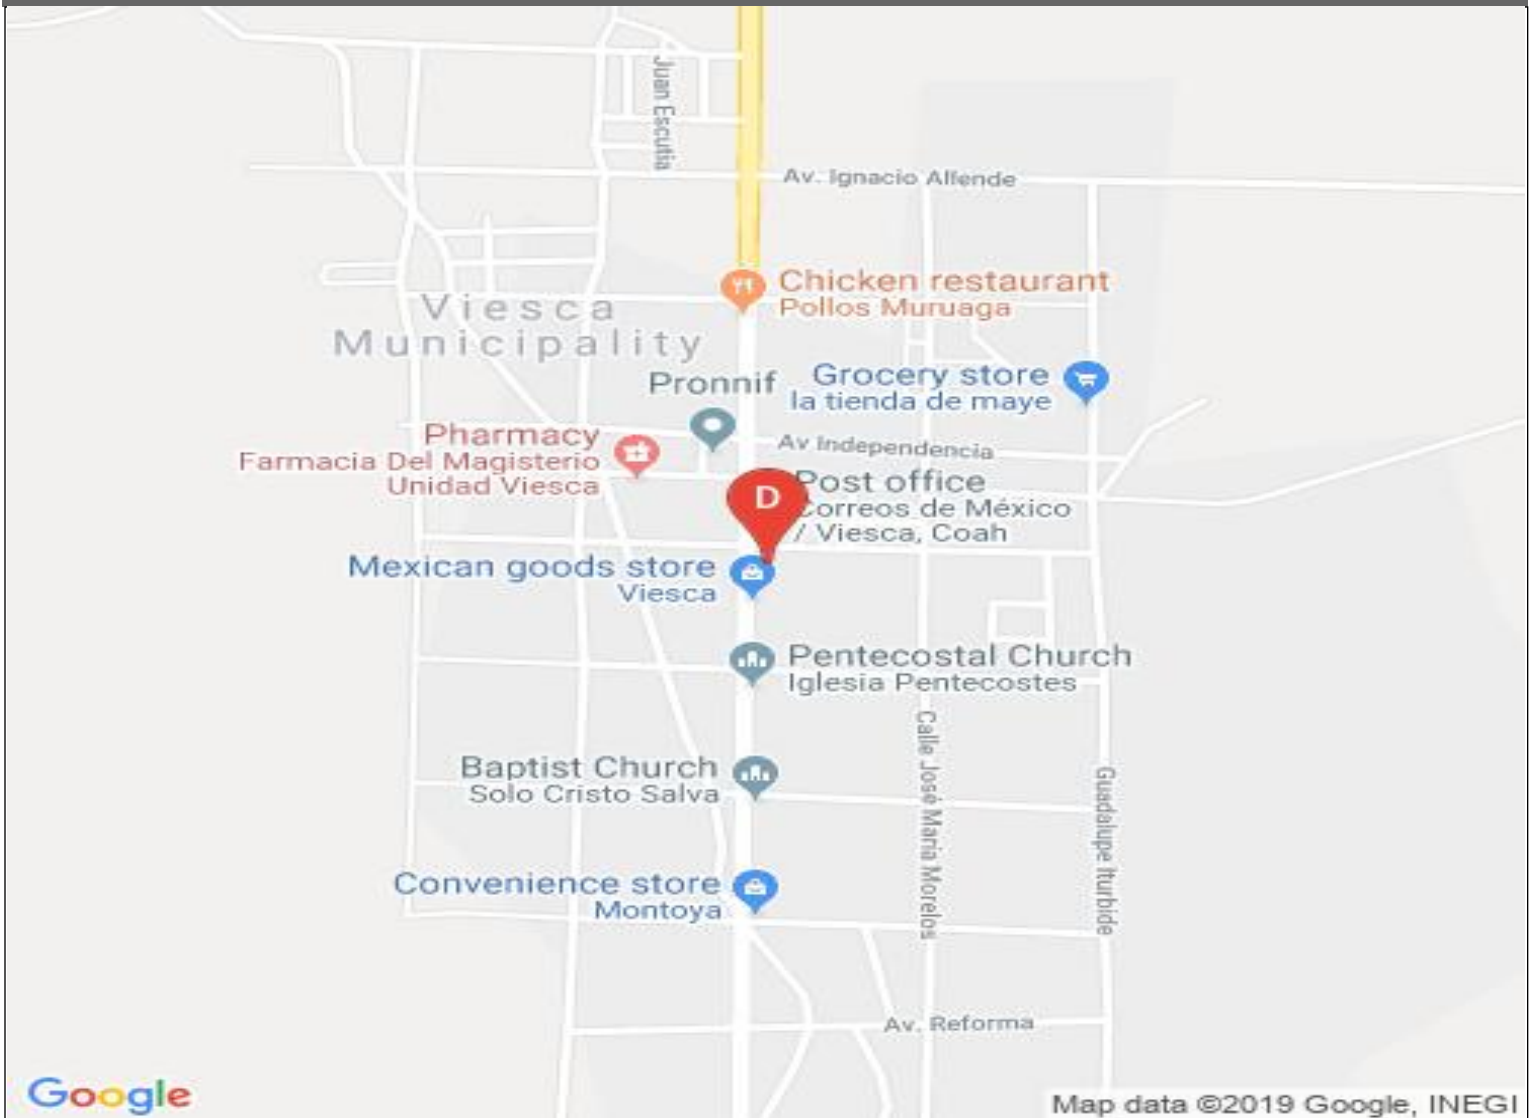 Juan Escutia
Av. Ignacio Allende
Chicken restaurant
Pollos Muruaga
Viesca
Municipality
Pronnif
Grocery store
la tienda de maye
Pharmacy
Farmacia Del Magisterio
Unidad Viesca
Av Independencia
D
Post office
Correos de México
/ Viesca, Coah
Mexican goods store
Viesca
Pentecostal Church
Iglesia Pentecostes
Calle José María Morelos
Baptist Church
Solo Cristo Salva
Guadalupe Iturbide
Convenience store
Montoya
Av. Reforma
Google
Map data ©2019 Google, INEGI